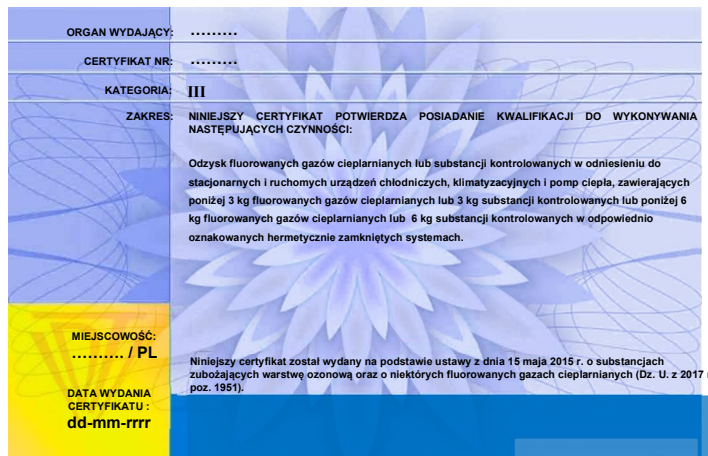 ORGAN WYDAJĄCY: .........
CERTYFIKAT NR: .........
KATEGORIA: III
ZAKRES: NINIEJSZY CERTYFIKAT POTWIERDZA POSIADANIE KWALIFIKACJI DO WYKONYWANIA
NASTĘPUJĄCYCH CZYNNOŚCI:
Odzysk fluorowanych gazów cieplarnianych lub substancji kontrolowanych w odniesieniu do
stacjonarnych i ruchomych urządzeń chłodniczych, klimatyzacyjnych i pomp ciepła, zawierających
poniżej 3 kg fluorowanych gazów cieplarnianych lub 3 kg substancji kontrolowanych lub poniżej 6
kg fluorowanych gazów cieplarnianych lub 6 kg substancji kontrolowanych w odpowiednio
oznakowanych hermetycznie zamkniętych systemach.
MIEJSCOWOŚĆ:
.......... / PL
DATA WYDANIA
CERTYFIKATU :
dd-mm-rrrr
Niniejszy certyfikat został wydany na podstawie ustawy z dnia 15 maja 2015 r. o substancjach
zubożających warstwę ozonową oraz o niektórych fluorowanych gazach cieplarnianych (Dz. U. z 2017
poz. 1951).